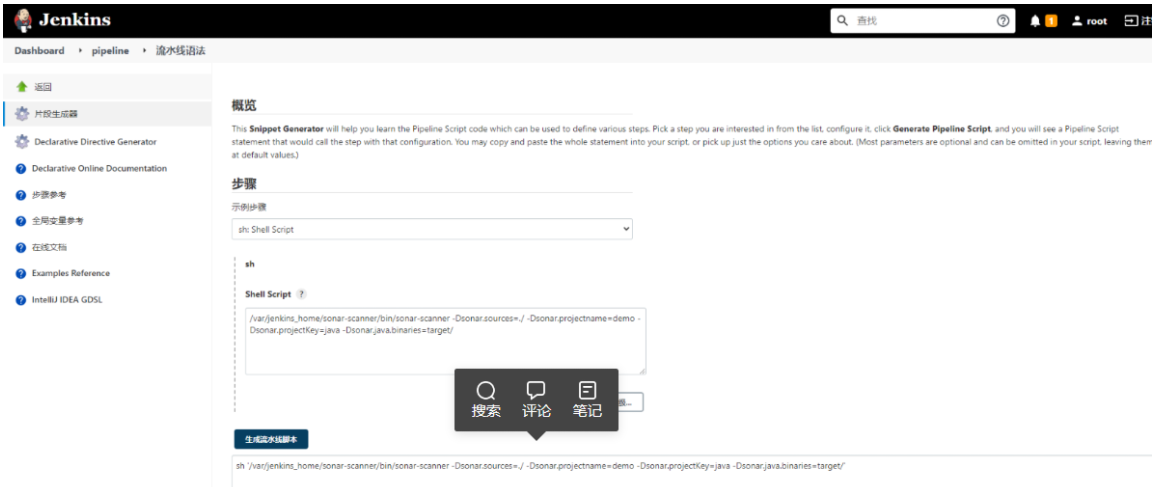 Jenkins
查找
1
root
Dashboard
pipeline
流水线语法
返回
片段生成器
Declarative Directive Generator
Declarative Online Documentation
步骤参考
全局变量参考
在线文档
Examples Reference
IntelliJ IDEA GDSL
概览
This Snippet Generator will help you learn the Pipeline Script code which can be used to define various steps. Pick a step you are interested in from the list, configure it, click Generate Pipeline Script, and you will see a Pipeline Script
statement that would call the step with that configuration. You may copy and paste the whole statement into your script, or pick up just the options you care about. (Most parameters are optional and can be omitted in your script, leaving them
at default values.)
步骤
示例步骤
sh: Shell Script
sh
Shell Script ?
/var/jenkins_home/sonar-scanner/bin/sonar-scanner -Dsonar.sources=./ -Dsonar.projectname=demo -
Dsonar.projectKey=java -Dsonar.java.binaries=target/
搜索
评论
笔记
生成流水线脚本
sh '/var/jenkins_home/sonar-scanner/bin/sonar-scanner -Dsonar.sources=./ -Dsonar.projectname=demo -Dsonar.projectKey=java -Dsonar.java.binaries=target/'